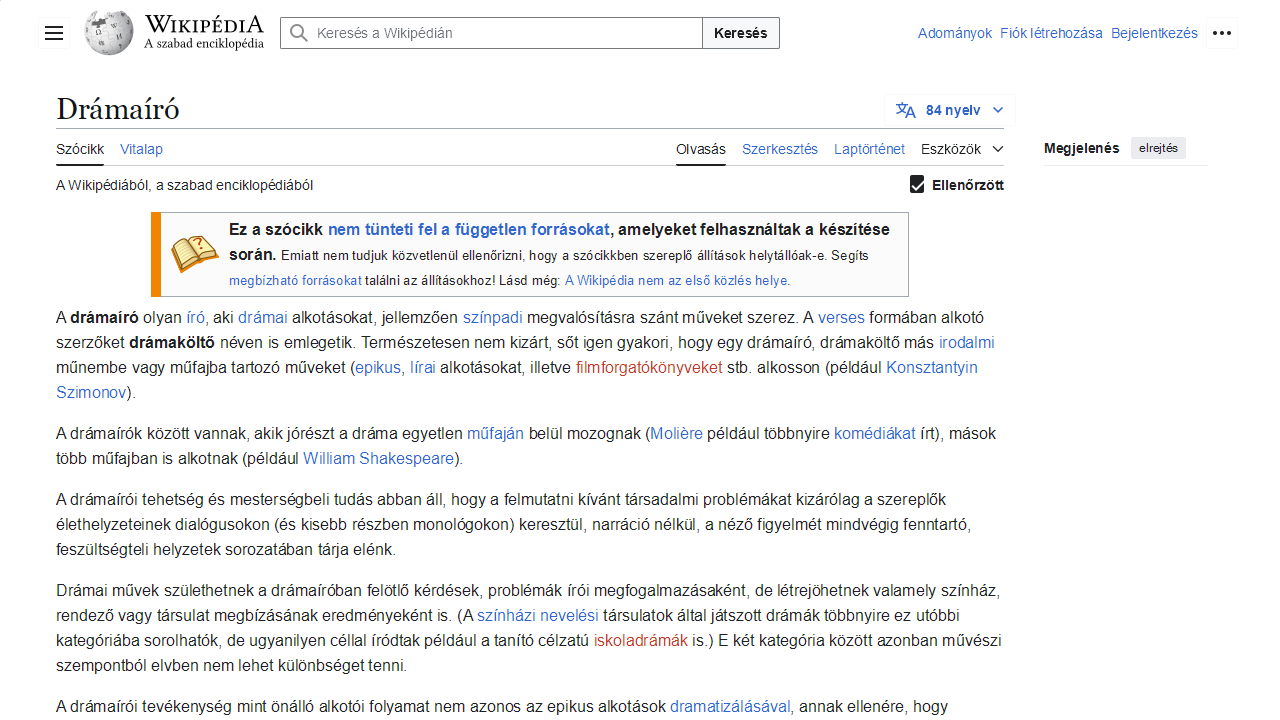 WIKIPÉDIA
A szabad enciklopédia
Keresés a Wikipédián
Keresés
Adományok Fiók létrehozása Bejelentkezés
Drámaíró
84 nyelv
Szócikk Vitalap
Olvasás Szerkesztés Laptörténet Eszközök
Megjelenés elrejtés
A Wikipédiából, a szabad enciklopédiából
Ellenőrzött
Ez a szócikk nem tünteti fel a független forrásokat, amelyeket felhasználtak a készítése
során. Emiatt nem tudjuk közvetlenül ellenőrizni, hogy a szócikkben szereplő állítások helytállóak-e. Segíts
megbízható forrásokat találni az állításokhoz! Lásd még: A Wikipédia nem az első közlés helye.
A drámaíró olyan író, aki drámai alkotásokat, jellemzően színpadi megvalósításra szánt műveket szerez. A verses formában alkotó
szerzőket drámaköltő néven is emlegetik. Természetesen nem kizárt, sőt igen gyakori, hogy egy drámaíró, drámaköltő más irodalmi
műnembe vagy műfajba tartozó műveket (epikus, lírai alkotásokat, illetve filmforgatókönyveket stb. alkosson (például Konsztantyin
Szimonov).
A drámaírók között vannak, akik jórészt a dráma egyetlen műfaján belül mozognak (Molière például többnyire komédiákat írt), mások
több műfajban is alkotnak (például William Shakespeare).
A drámaírói tehetség és mesterségbeli tudás abban áll, hogy a felmutatni kívánt társadalmi problémákat kizárólag a szereplők
élethelyzeteinek dialógusokon (és kisebb részben monológokon) keresztül, narráció nélkül, a néző figyelmét mindvégig fenntartó,
feszültségteli helyzetek sorozatában tárja elénk.
Drámai művek születhetnek a drámaíróban felötlő kérdések, problémák írói megfogalmazásaként, de létrejöhetnek valamely színház,
rendező vagy társulat megbízásának eredményeként is. (A színházi nevelési társulatok által játszott drámák többnyire ez utóbbi
kategóriába sorolhatók, de ugyanilyen céllal íródtak például a tanító célzatú iskoladrámák is.) E két kategória között azonban művészi
szempontból elvben nem lehet különbséget tenni.
A drámaírói tevékenység mint önálló alkotói folyamat nem azonos az epikus alkotások dramatizálásával, annak ellenére, hogy